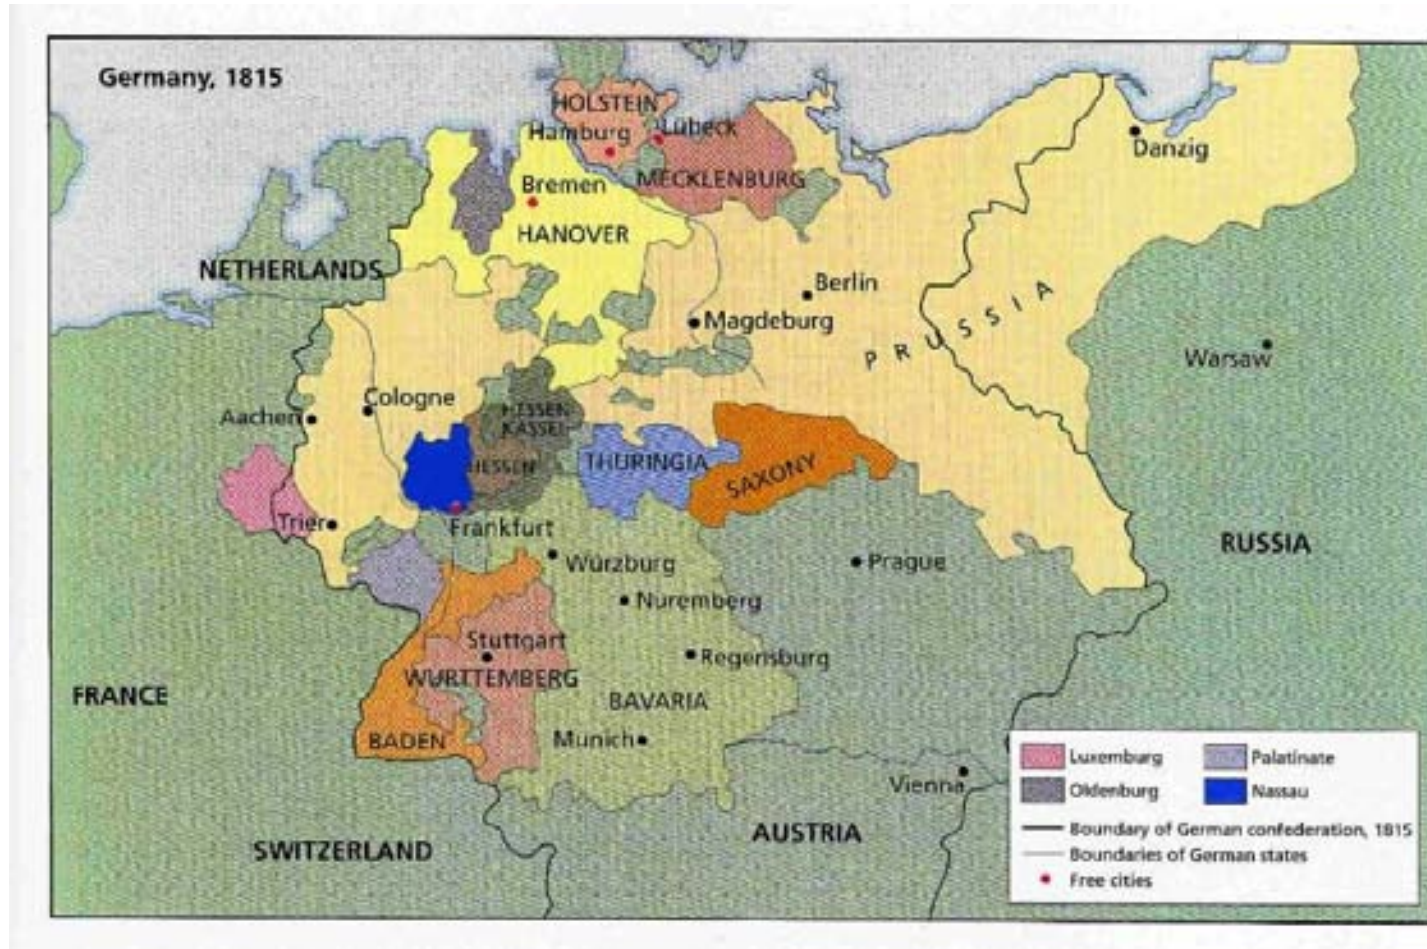 Germany, 1815
HOLSTEIN
Hamburg
Lübeck
Danzig
Bremen
MECKLENBURG
HANOVER
NETHERLANDS
Berlin
Magdeburg
PRUSSIA
Warsaw
Cologne
Aachen
HESSEN
KASSEL
HESSEN
THURINGIA
SAXONY
Trier
Frankfurt
RUSSIA
Würzburg
Prague
Nuremberg
Stuttgart
Regensburg
WURTTEMBERG
FRANCE
BAVARIA
BADEN
Munich
Vienna
SWITZERLAND
AUSTRIA
Luxemburg
Palatinate
Oldenburg
Nassau
Boundary of German confederation, 1815
Boundaries of German states
Free cities